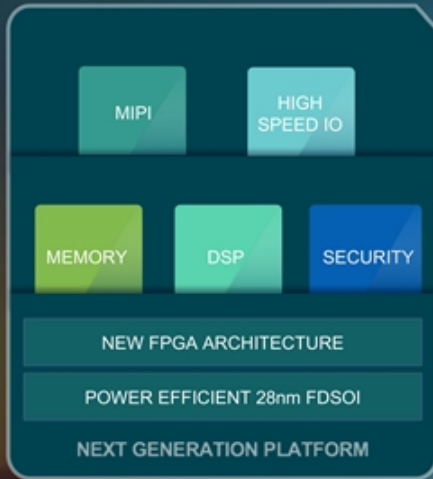 MIPI
HIGH
SPEED IO
MEMORY
DSP
SECURITY
NEW FPGA ARCHITECTURE
POWER EFFICIENT 28nm FDSOI
NEXT GENERATION PLATFORM